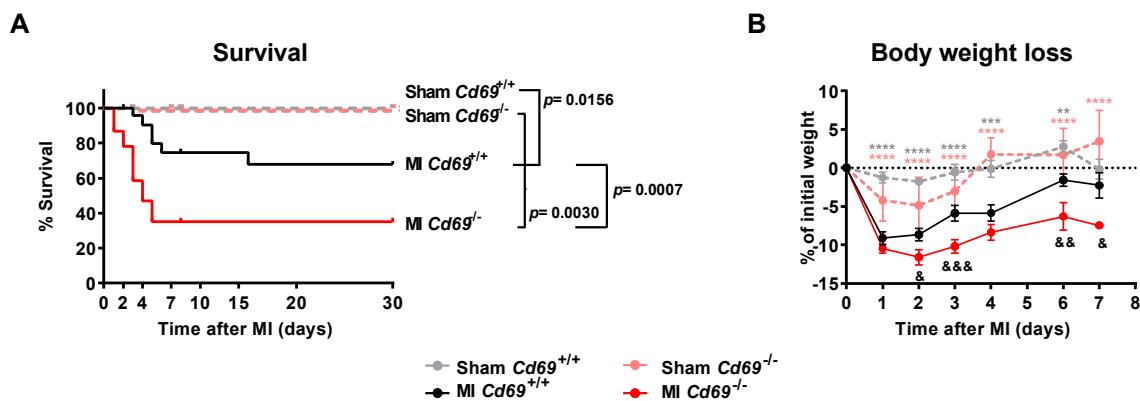 A
Survival
% Survival
100
80
60
40
20
0
0 2 4 7 10 15 20 30
Time after MI (days)
Sham Cd69+/+
Sham Cd69-/-
MI Cd69+/+
MI Cd69-/-
p= 0.0156
p= 0.0030
p= 0.0007
B
Body weight loss
% of initial weight
10
5
0
-5
-10
-15
0 1 2 3 4 6 7 8
**** **** **** *** ** ****
**** **** **** **** ****
& &&& && &
Time after MI (days)
Sham Cd69+/+ Sham Cd69-/-
MI Cd69+/+ MI Cd69-/-